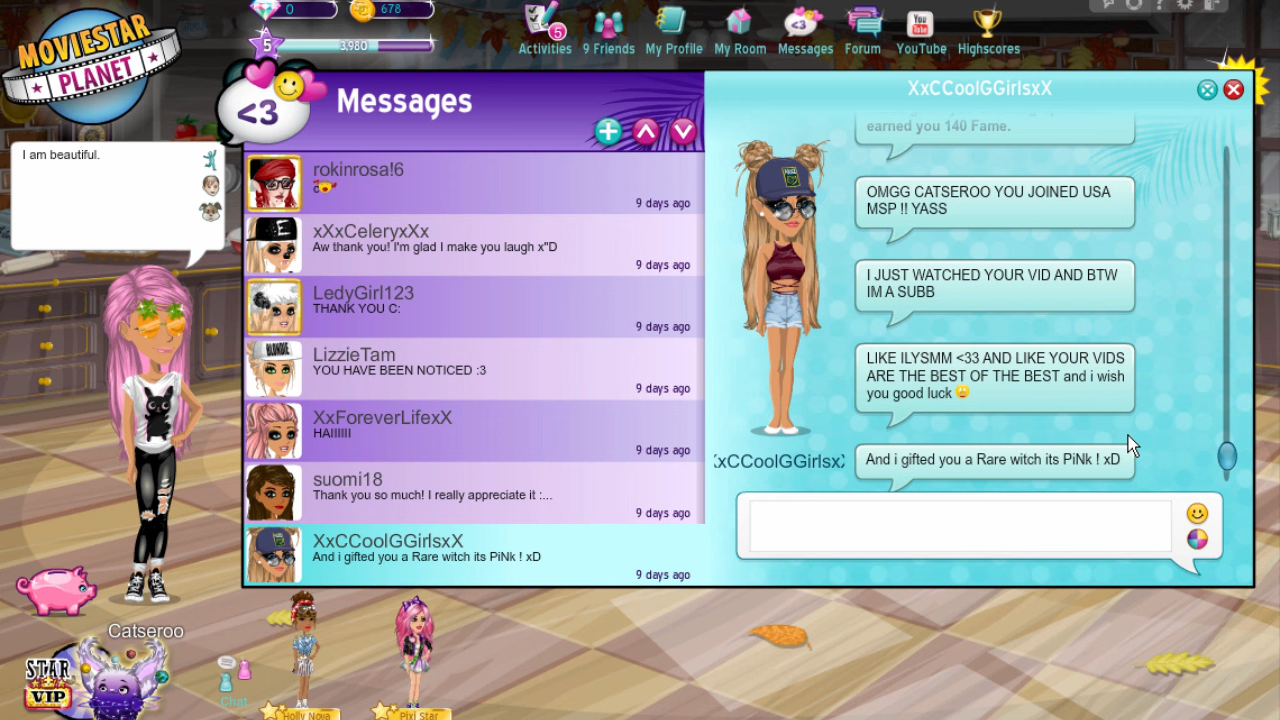 MOVIESTAR
PLANET
0
678
5
3,980
5
<3
You
Tube
Activities
9 Friends
My Profile
My Room
Messages
Forum
YouTube
Highscores
<3
Messages
I am beautiful.
rokinrosa!6
9 days ago
xXxCeleryxXx
Aw thank you! I'm glad I make you laugh x"D
9 days ago
LedyGirl123
THANK YOU C:
9 days ago
LizzieTam
YOU HAVE BEEN NOTICED :3
9 days ago
BLONDIE
XxForeverLifexX
HAIIIIII
9 days ago
suomi18
Thank you so much! I really appreciate it :...
9 days ago
XxCCoolGGirlsxX
And i gifted you a Rare witch its PiNk ! xD
9 days ago
XxCCoolGGirlsxX
earned you 140 Fame.
OMGG CATSEROO YOU JOINED USA
MSP !! YASS
I JUST WATCHED YOUR VID AND BTW
IM A SUBB
LIKE ILYSMM <33 AND LIKE YOUR VIDS
ARE THE BEST OF THE BEST and i wish
you good luck
And i gifted you a Rare witch its PiNk ! xD
xCCoolGGirlsx
Catseroo
STAR
VIP
Chat
Holly Nova
Pixi Star